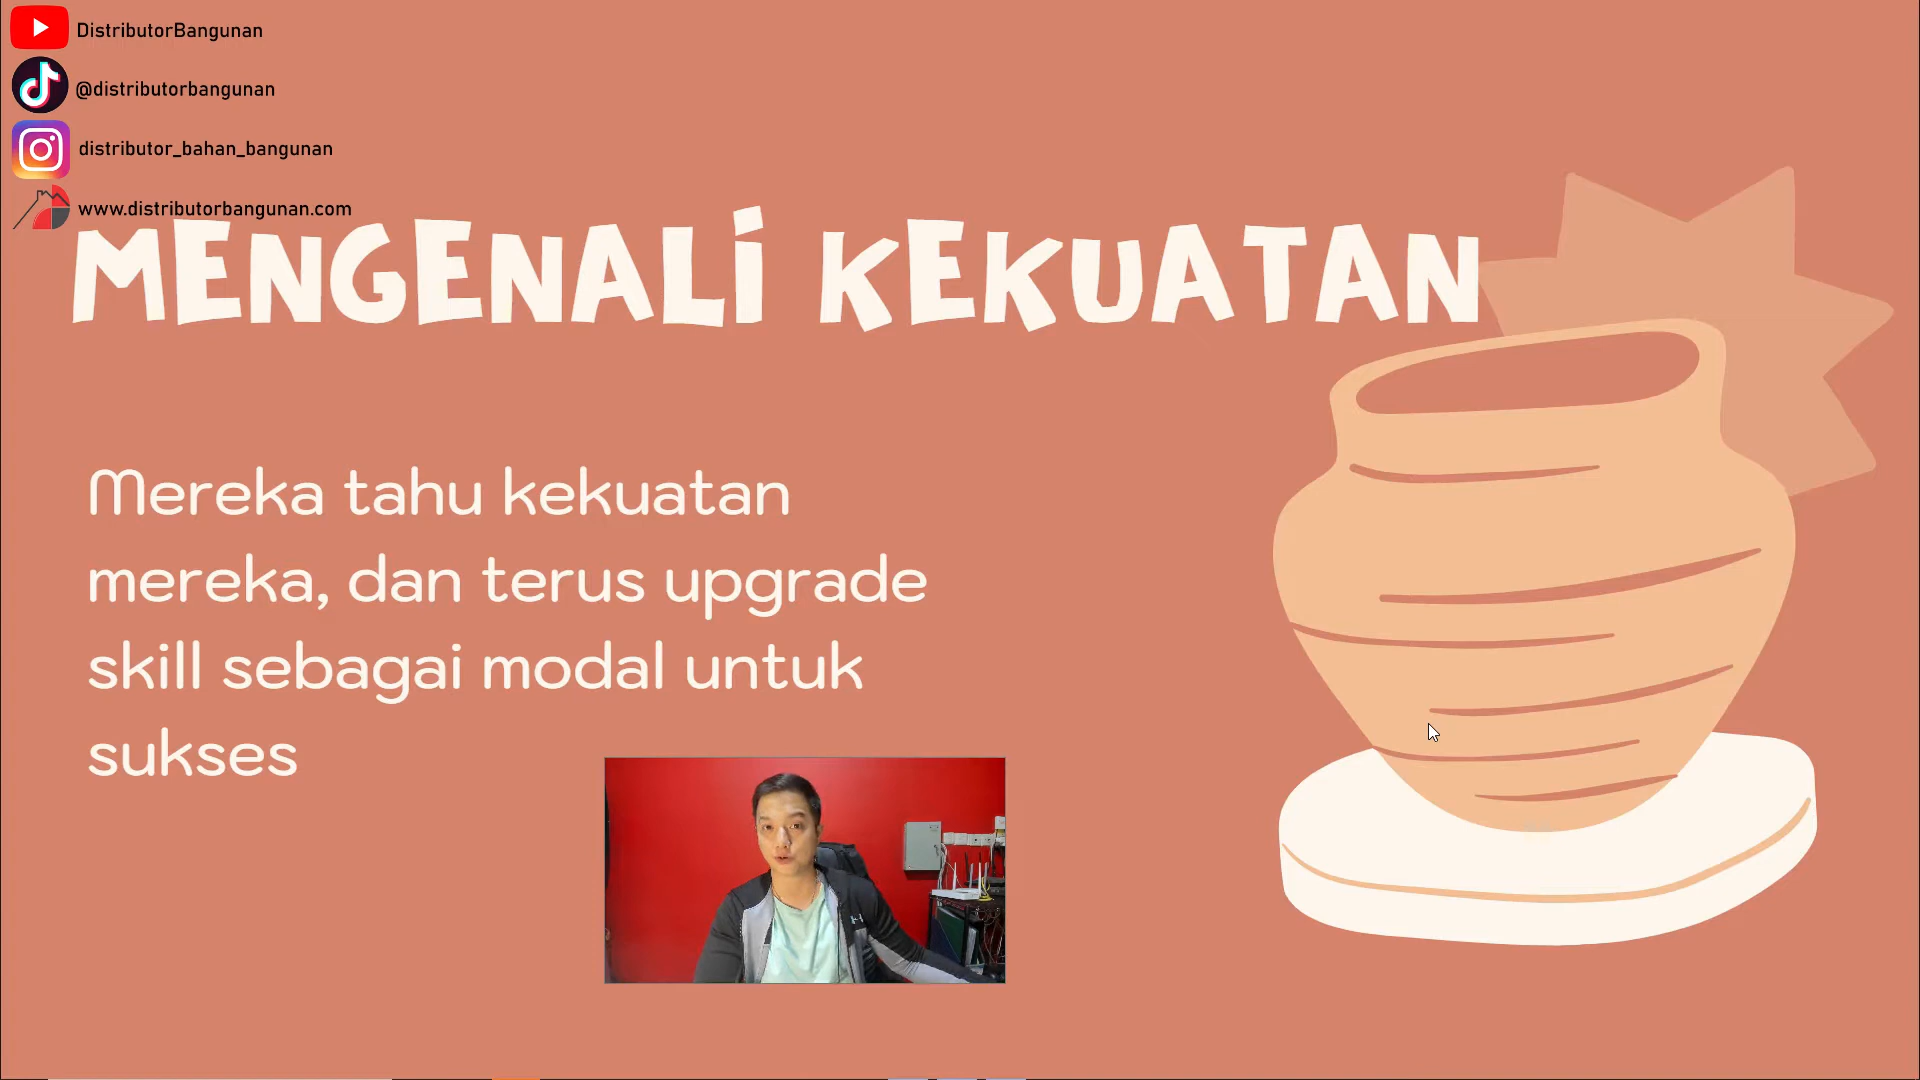 DistributorBangunan
@distributorbangunan
distributor_bahan_bangunan
www.distributorbangunan.com
MENGENALI KEKUATAN
Mereka tahu kekuatan
mereka, dan terus upgrade
skill sebagai modal untuk
sukses